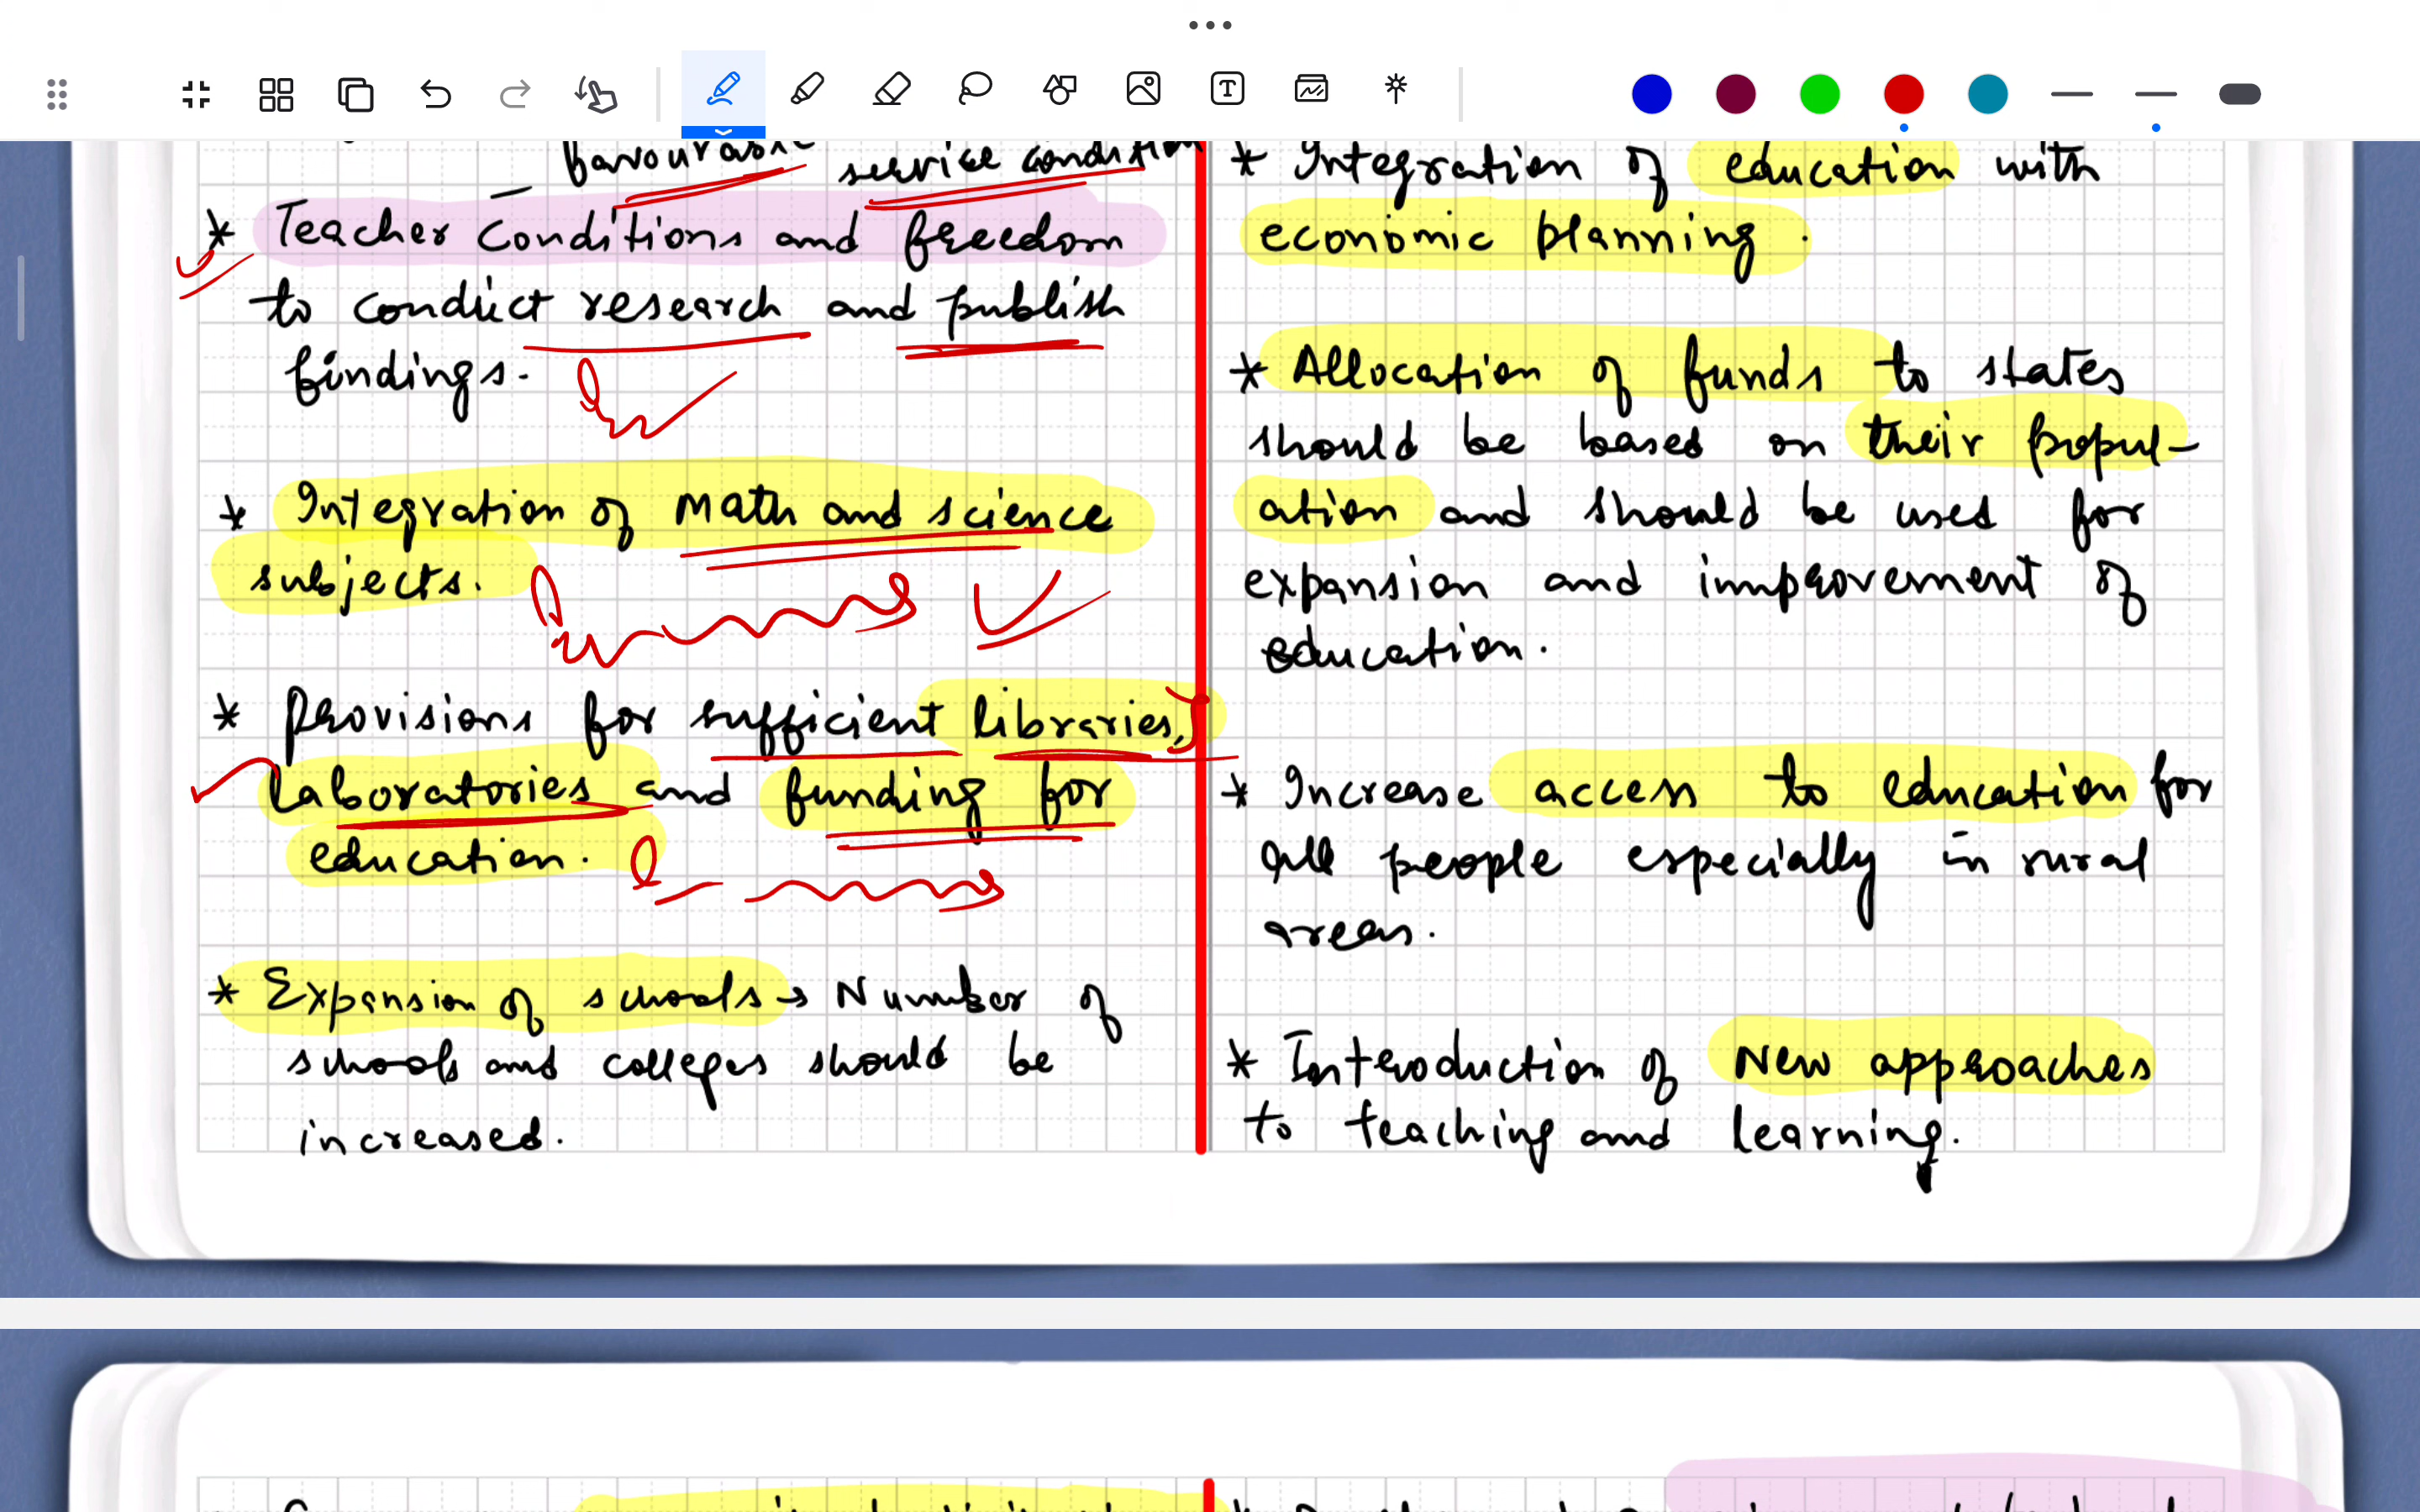 favourable service condition
* Teacher Conditions and freedom
to conduct research and publish
findings.
* Integration of Math and science
subjects.
* Provisions for sufficient libraries,
Laboratories and funding for
education.
* Expansion of schools → Number of
schools and colleges should be
increased.
* Integration of education with
economic planning.
* Allocation of funds to states
should be based on their popul-
ation and should be used for
expansion and improvement of
education.
* Increase access to education for
all people especially in rural
areas.
* Introduction of New approaches
to teaching and learning.